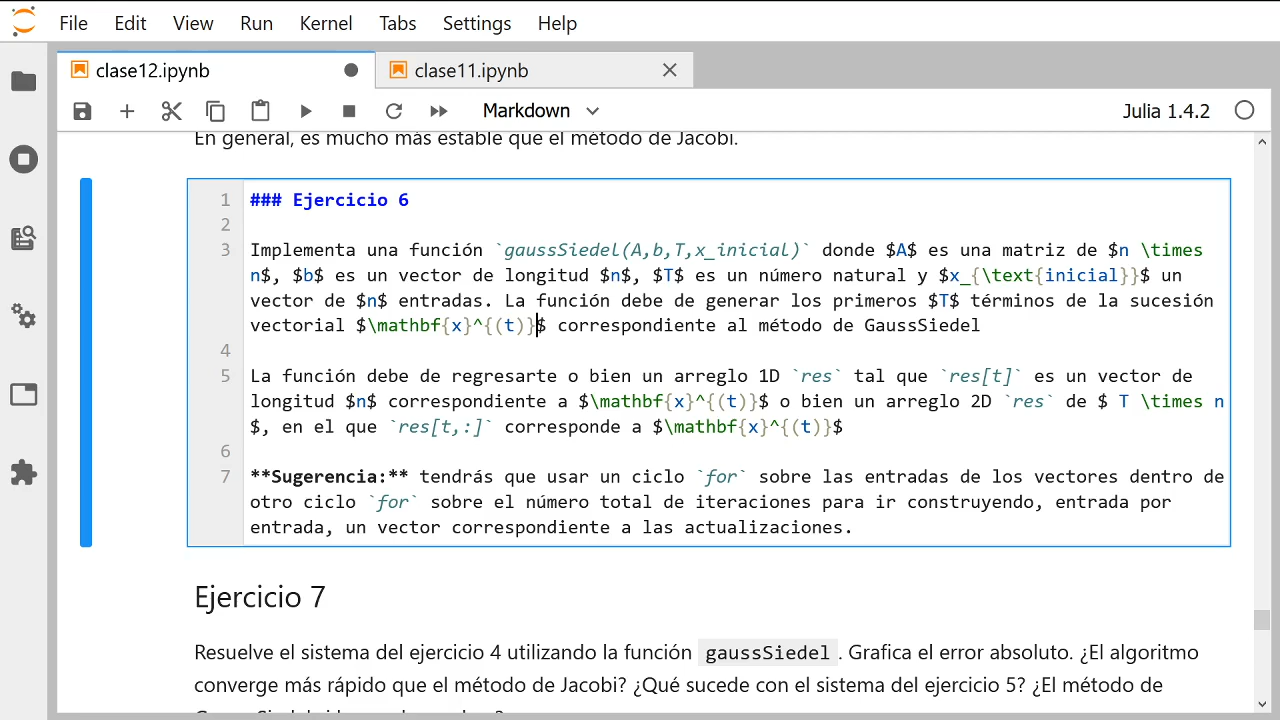 File Edit View Run Kernel Tabs Settings Help
clase12.ipynb clase11.ipynb
Markdown Julia 1.4.2
En general, es mucho más estable que el método de Jacobi.
1 ### Ejercicio 6
2
3 Implementa una función `gaussSiedel(A,b,T,x_inicial)` donde $A$ es una matriz de $n \times
n$, $b$ es un vector de longitud $n$, $T$ es un número natural y $x_{\text{inicial}}$ un
vector de $n$ entradas. La función debe de generar los primeros $T$ términos de la sucesión
vectorial $\mathbf{x}^{(t)}$ correspondiente al método de GaussSiedel
4
5 La función debe de regresarte o bien un arreglo 1D `res` tal que `res[t]` es un vector de
longitud $n$ correspondiente a $\mathbf{x}^{(t)}$ o bien un arreglo 2D `res` de $ T \times n
$, en el que `res[t,:]` corresponde a $\mathbf{x}^{(t)}$
6
7 **Sugerencia:** tendrás que usar un ciclo `for` sobre las entradas de los vectores dentro de
otro ciclo `for` sobre el número total de iteraciones para ir construyendo, entrada por
entrada, un vector correspondiente a las actualizaciones.
Ejercicio 7
Resuelve el sistema del ejercicio 4 utilizando la función gaussSiedel . Grafica el error absoluto. ¿El algoritmo
converge más rápido que el método de Jacobi? ¿Qué sucede con el sistema del ejercicio 5? ¿El método de